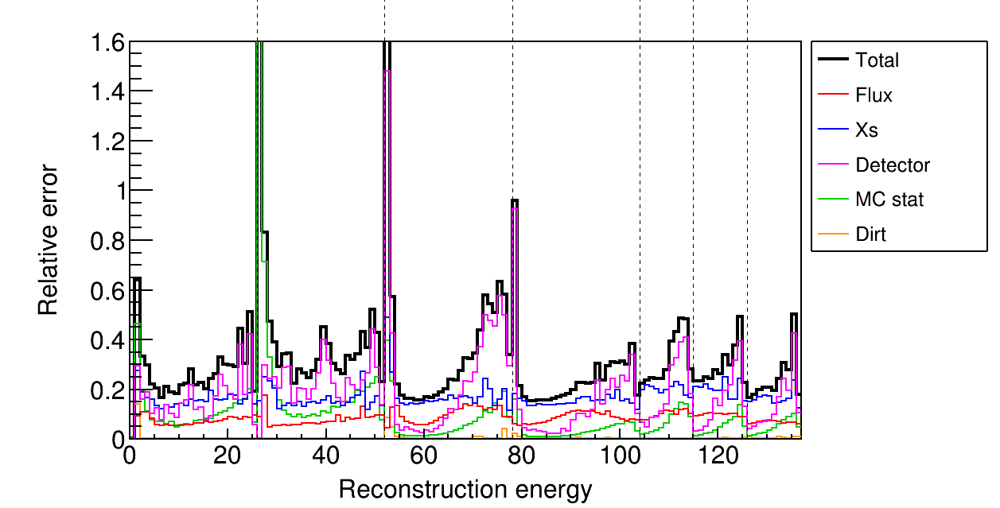 1.6
1.4
1.2
1
0.8
0.6
0.4
0.2
0
Relative error
0 20 40 60 80 100 120
Reconstruction energy
Total
Flux
Xs
Detector
MC stat
Dirt